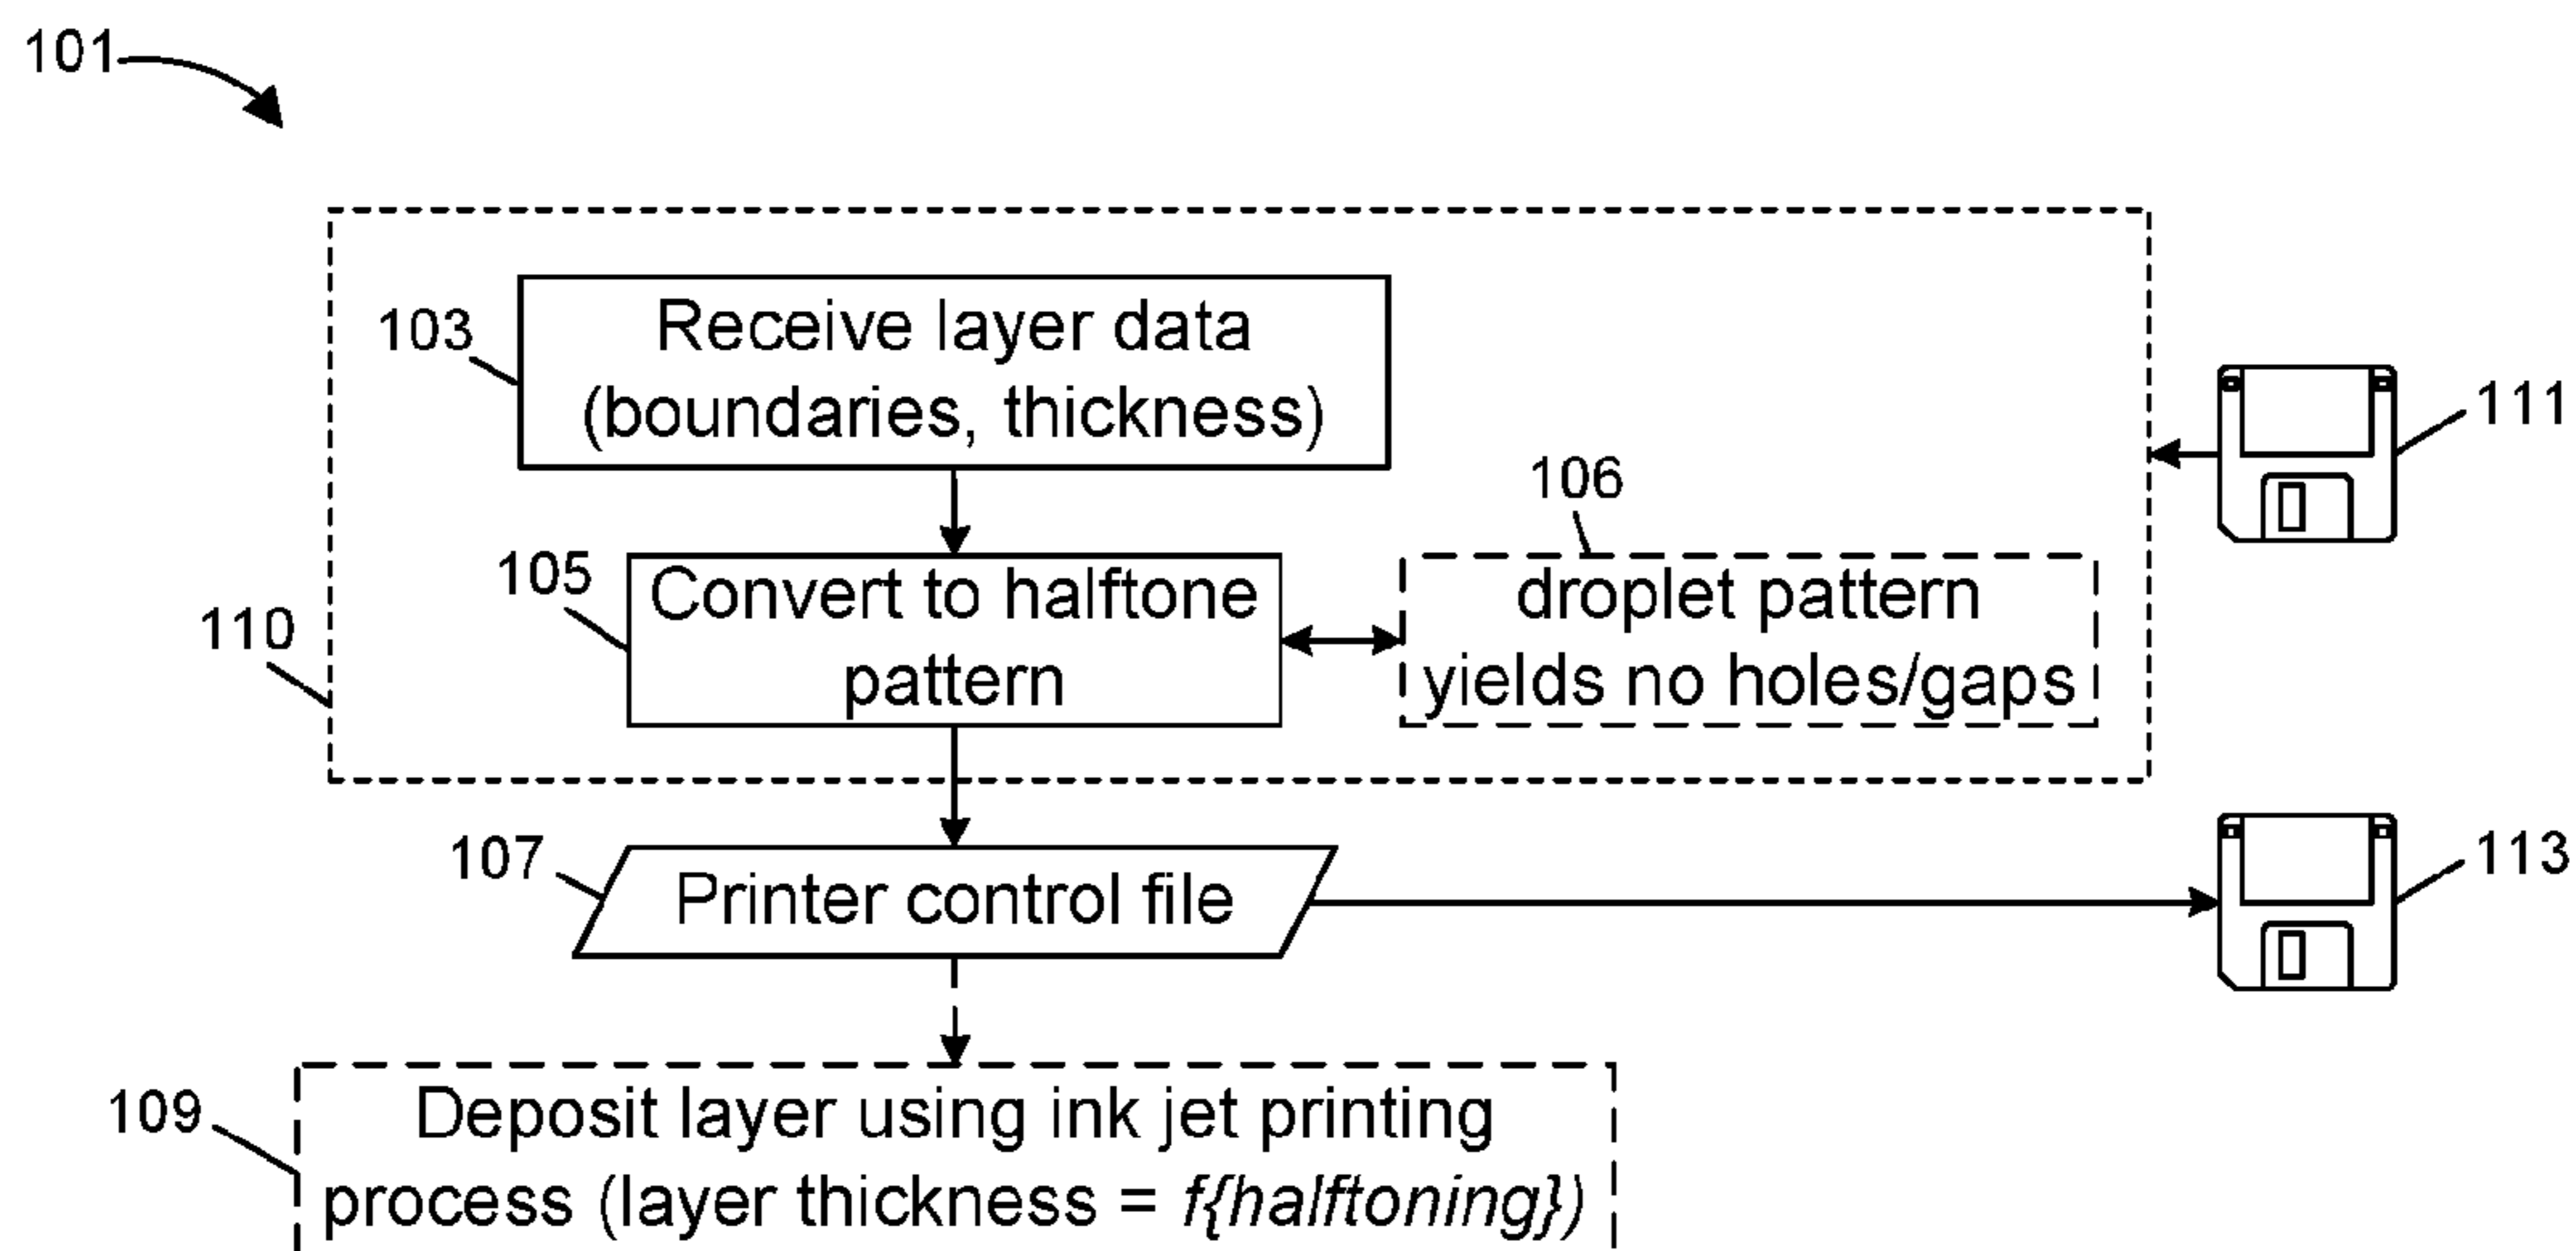 101
103
Receive layer data
(boundaries, thickness)
111
106
105
Convert to halftone
pattern
droplet pattern
yields no holes/gaps
110
107
Printer control file
113
109
Deposit layer using ink jet printing
process (layer thickness = f{halftoning})